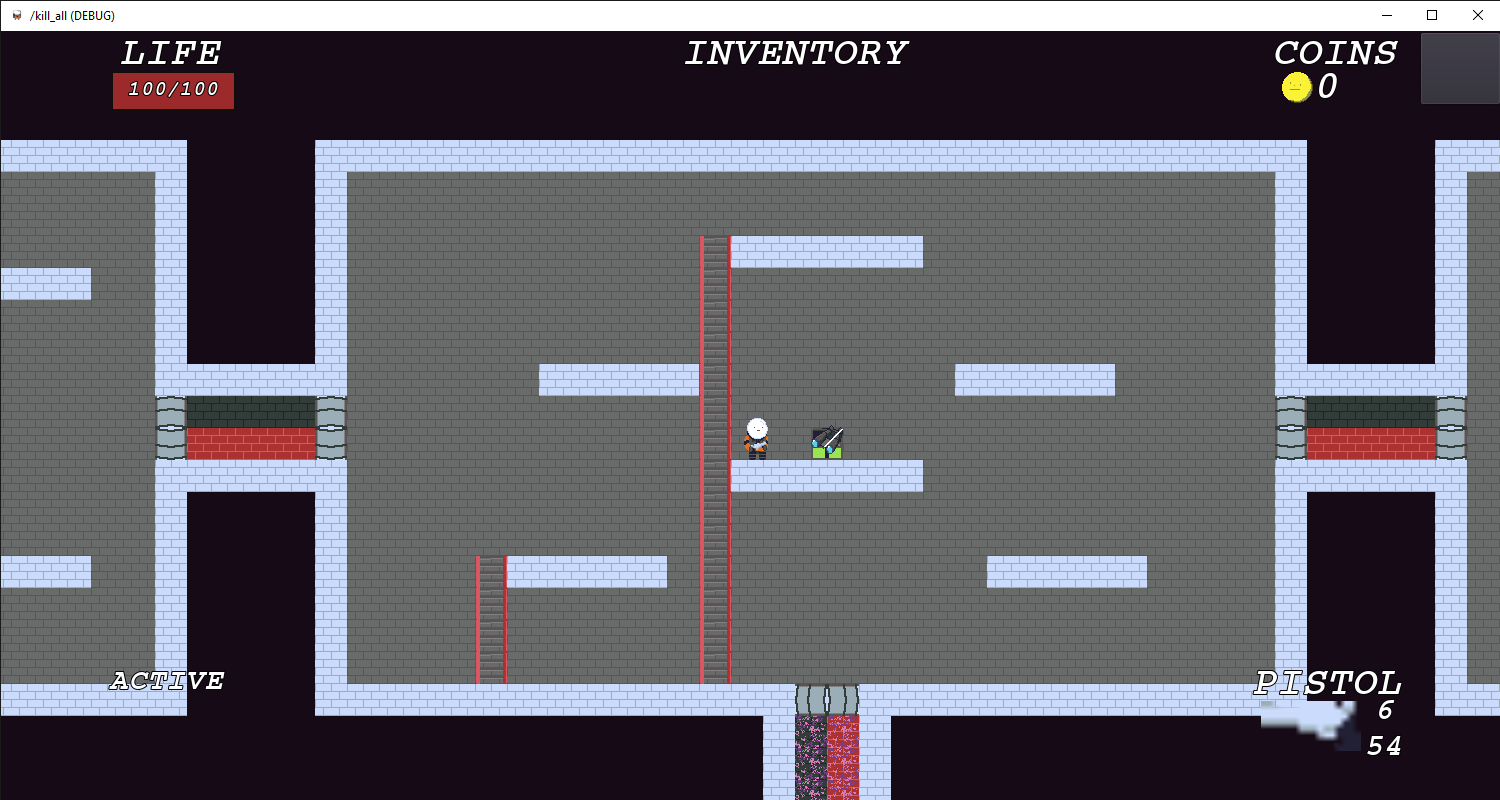 /kill_all (DEBUG)
LIFE
INVENTORY
COINS
100/100
0
ACTIVE
PISTOL
6
54